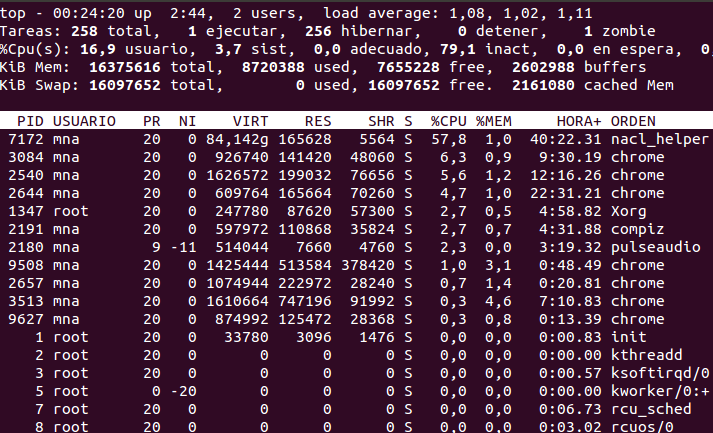 top - 00:24:20 up  2:44,  2 users,  load average: 1,08, 1,02, 1,11
Tareas: 258 total,   1 ejecutar, 256 hibernar,    0 detener,    1 zombie
%Cpu(s): 16,9 usuario,  3,7 sist,  0,0 adecuado, 79,1 inact,  0,0 en espera,  0,
KiB Mem:  16375616 total,  8720388 used,  7655228 free,  2602988 buffers
KiB Swap: 16097652 total,        0 used, 16097652 free.  2161080 cached Mem
PID USUARIO   PR  NI    VIRT    RES    SHR S  %CPU %MEM     HORA+ ORDEN
7172 mna       20   0 84,142g 165628   5564 S  57,8  1,0  40:22.31 nacl_helper
3084 mna       20   0  926740 141420  48060 S   6,3  0,9   9:30.19 chrome
2540 mna       20   0 1626572 199032  76656 S   5,6  1,2  12:16.26 chrome
2644 mna       20   0  609764 165664  70260 S   4,7  1,0  22:31.21 chrome
1347 root      20   0  247780  87620  57300 S   2,7  0,5   4:58.82 Xorg
2191 mna       20   0  597972 110868  35824 S   2,7  0,7   4:31.88 compiz
2180 mna        9 -11  514044   7660   4760 S   2,3  0,0   3:19.32 pulseaudio
9508 mna       20   0 1425444 513584 378420 S   1,0  3,1   0:48.49 chrome
2657 mna       20   0 1074944 222972  28240 S   0,7  1,4   0:20.81 chrome
3513 mna       20   0 1610664 747196  91992 S   0,3  4,6   7:10.83 chrome
9627 mna       20   0  874992 125472  28368 S   0,3  0,8   0:13.39 chrome
1 root      20   0   33780   3096   1476 S   0,0  0,0   0:00.83 init
2 root      20   0       0      0      0 S   0,0  0,0   0:00.00 kthreadd
3 root      20   0       0      0      0 S   0,0  0,0   0:00.57 ksoftirqd/0
5 root       0 -20       0      0      0 S   0,0  0,0   0:00.00 kworker/0:+
7 root      20   0       0      0      0 S   0,0  0,0   0:06.73 rcu_sched
8 root      20   0       0      0      0 S   0,0  0,0   0:03.02 rcuos/0